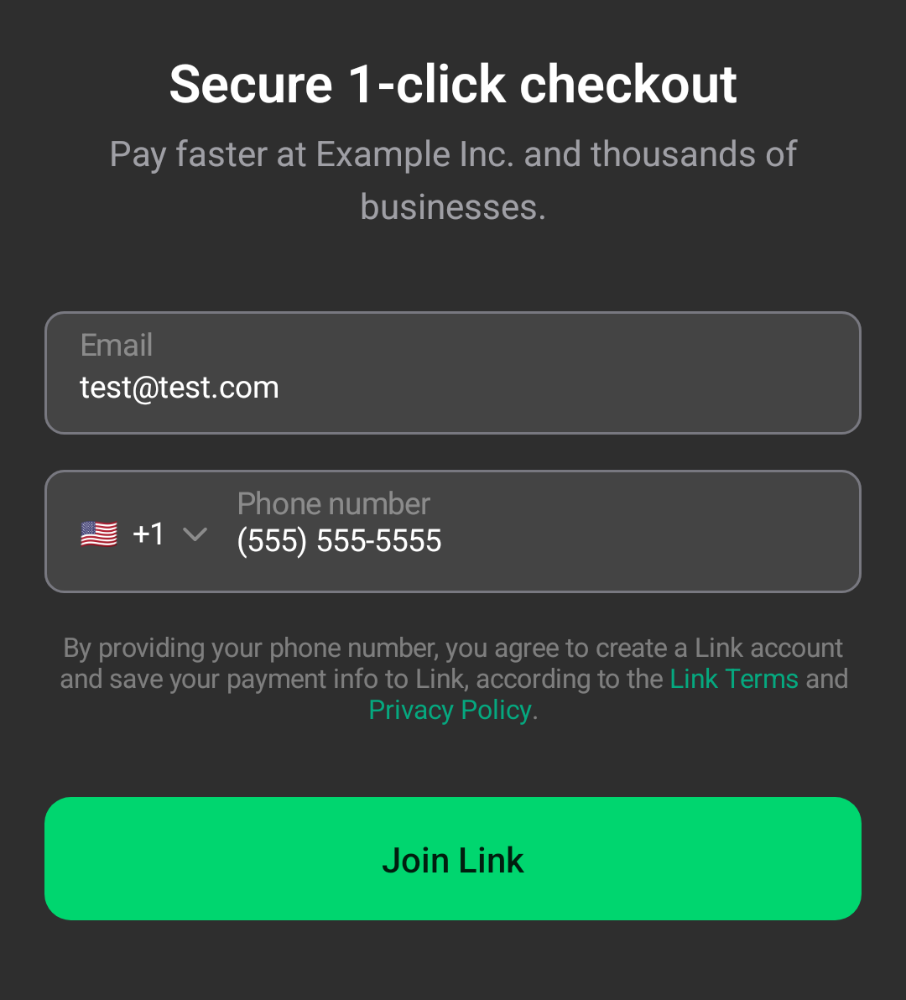 Secure 1-click checkout
Pay faster at Example Inc. and thousands of
businesses.
Email
test@test.com
Phone number
+1 (555) 555-5555
By providing your phone number, you agree to create a Link account
and save your payment info to Link, according to the Link Terms and
Privacy Policy.
Join Link